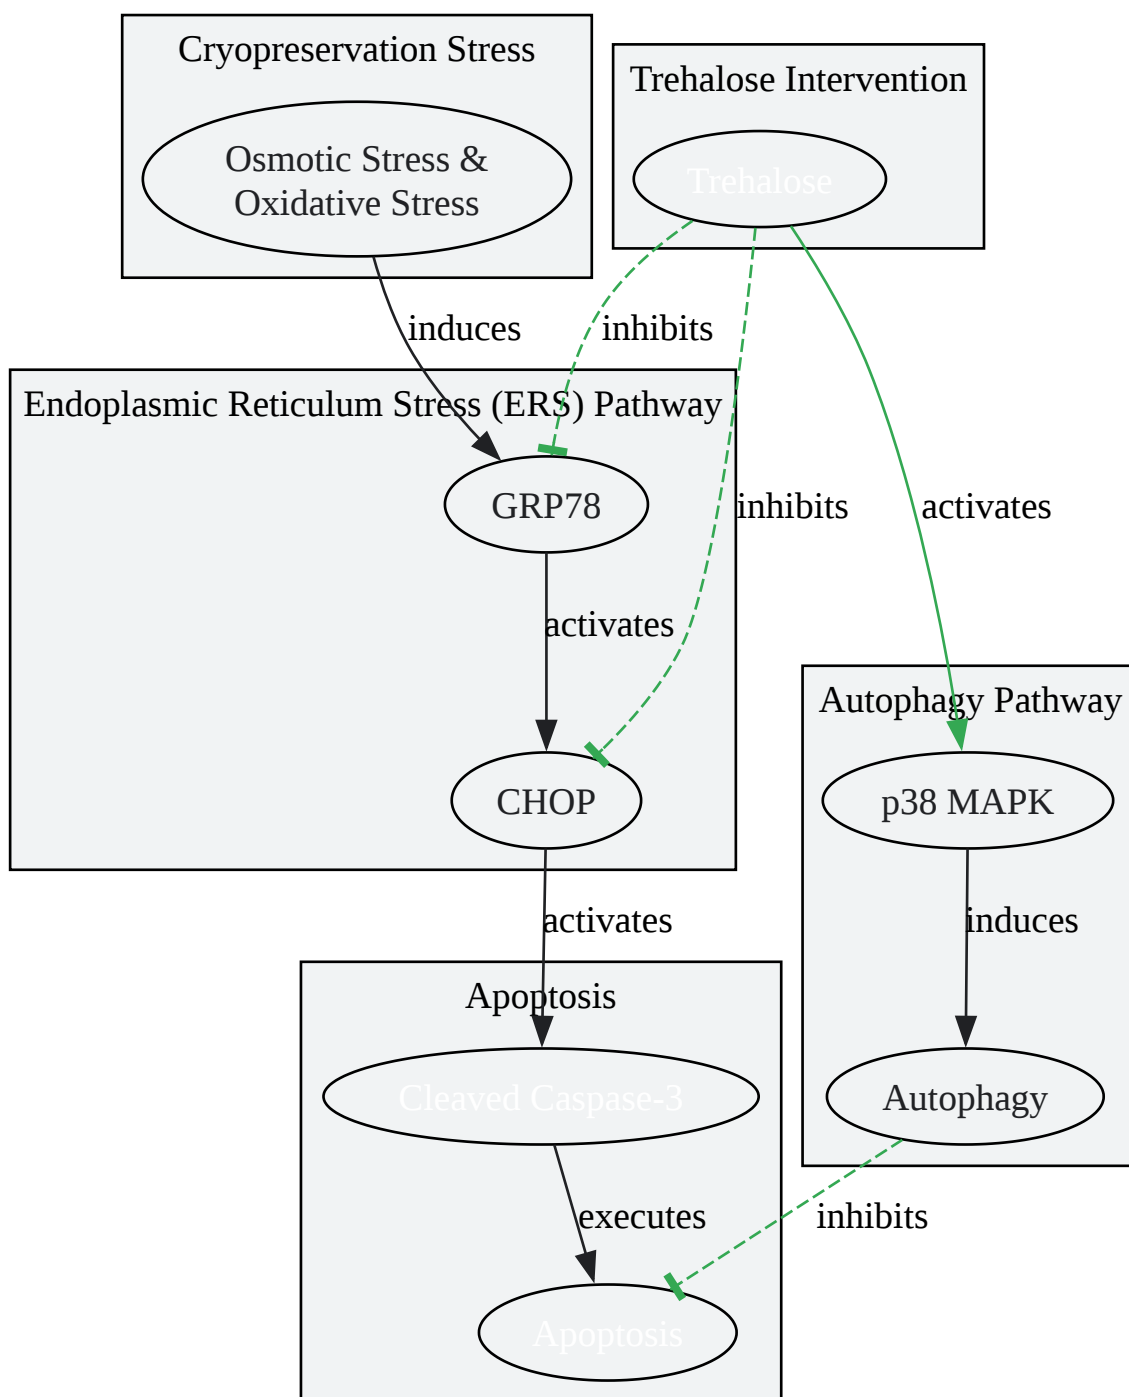 Cryopreservation Stress
Trehalose Intervention
Osmotic Stress &
Oxidative Stress
Trehalose
induces
inhibits
Endoplasmic Reticulum Stress (ERS) Pathway
GRP78
inhibits
activates
activates
Autophagy Pathway
CHOP
p38 MAPK
activates
induces
Apoptosis
Cleaved Caspase-3
Autophagy
executes
inhibits
Apoptosis